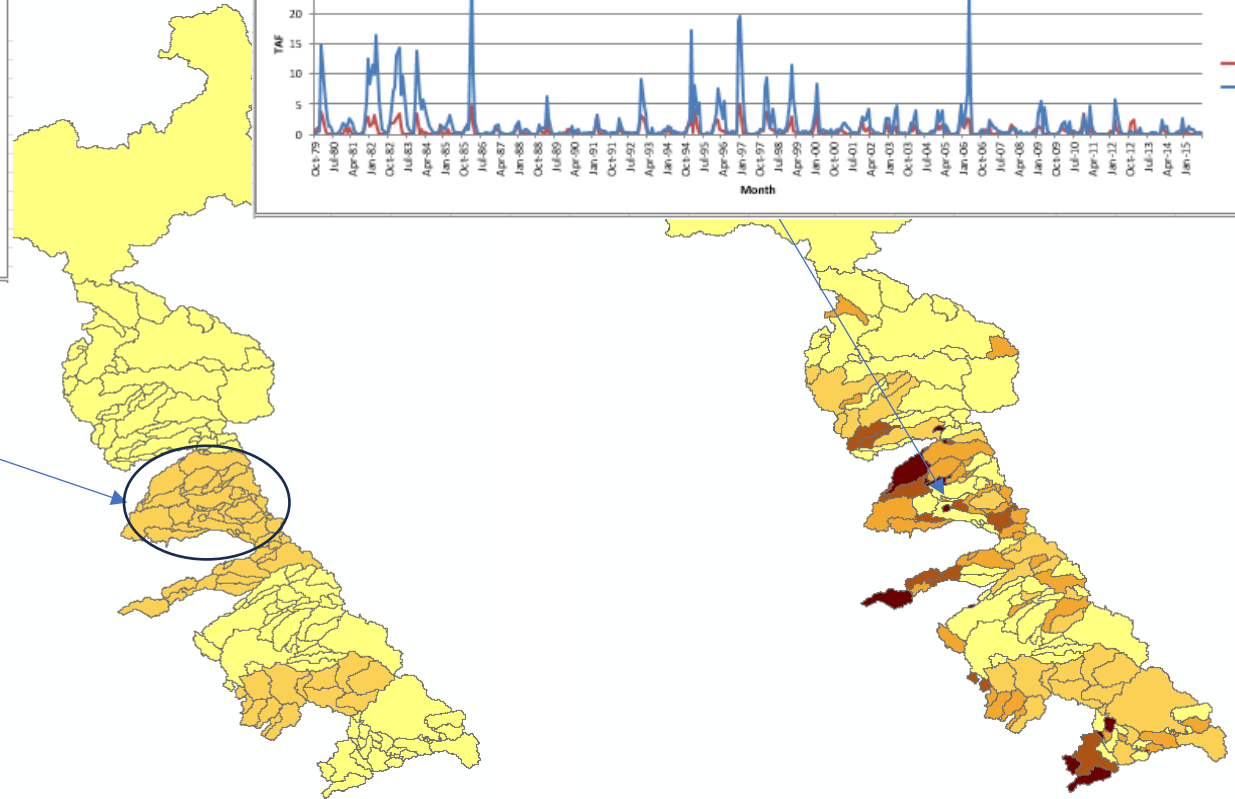 20
15
10
5
0
TAF
Oct-79
Jul-80
Apr-81
Jan-82
Oct-82
Jul-83
Apr-84
Jan-85
Oct-85
Jul-86
Apr-87
Jan-88
Oct-88
Jul-89
Apr-90
Jan-91
Oct-91
Jul-92
Apr-93
Jan-94
Oct-94
Jul-95
Apr-96
Jan-97
Oct-97
Jul-98
Apr-99
Jan-00
Oct-00
Jul-01
Apr-02
Jan-03
Oct-03
Jul-04
Apr-05
Jan-06
Oct-06
Jul-07
Apr-08
Jan-09
Oct-09
Jul-10
Apr-11
Jan-12
Oct-12
Jul-13
Apr-14
Jan-15
Month